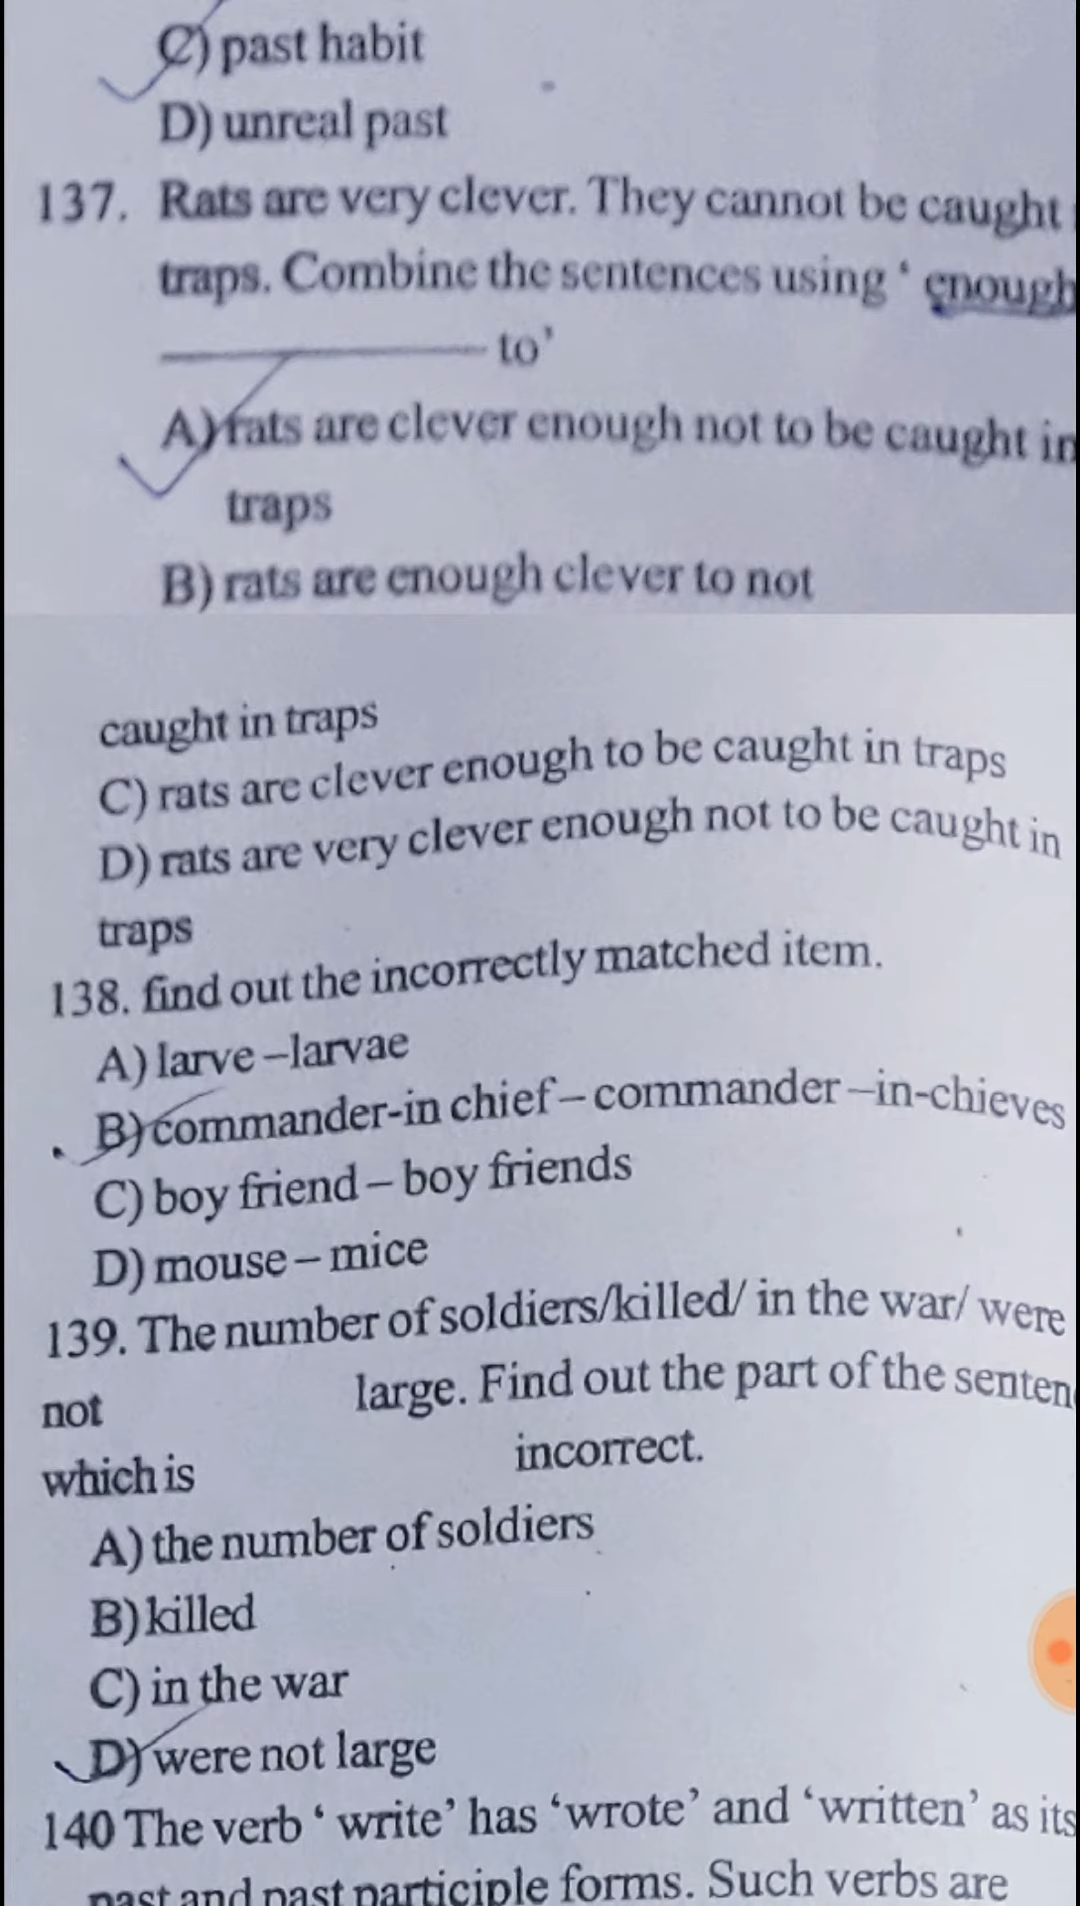 C) past habit
D) unreal past
137. Rats are very clever. They cannot be caught
traps. Combine the sentences using ‘ enough
to’
A) rats are clever enough not to be caught in
traps
B) rats are enough clever to not
caught in traps
C) rats are clever enough to be caught in traps
D) rats are very clever enough not to be caught in
traps
138. find out the incorrectly matched item.
A) larve –larvae
B) commander-in chief – commander –in-chieves
C) boy friend – boy friends
D) mouse – mice
139. The number of soldiers/killed/ in the war/ were
not large. Find out the part of the senten
which is incorrect.
A) the number of soldiers
B) killed
C) in the war
D) were not large
140 The verb ‘ write’ has ‘wrote’ and ‘written’ as its
past and past participle forms. Such verbs are